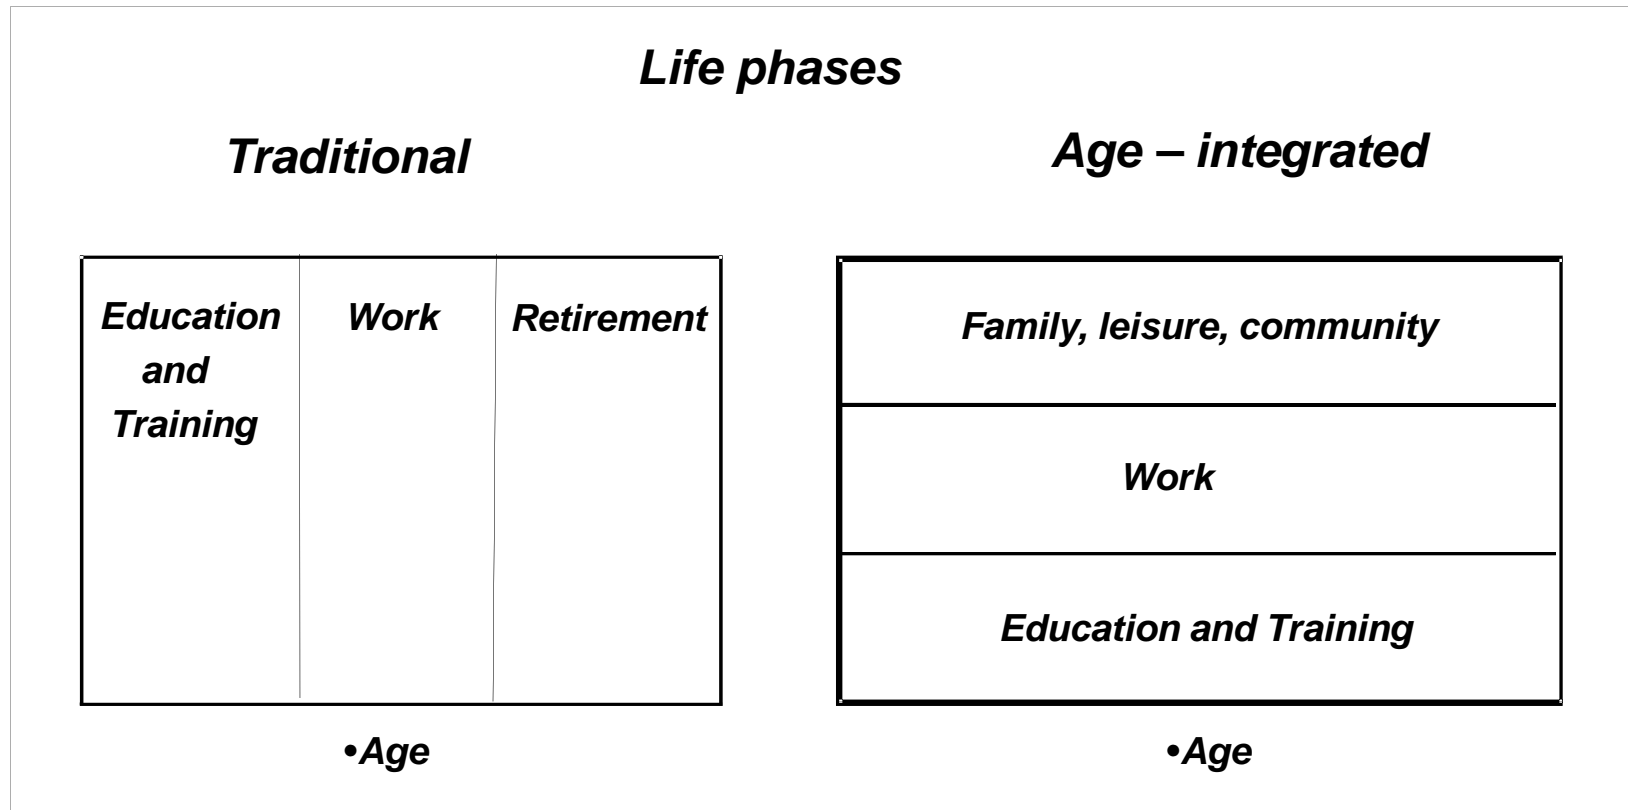 Life phases
Traditional
Age – integrated
Education
and
Training
Work
Retirement
•Age
Family, leisure, community
Work
Education and Training
•Age